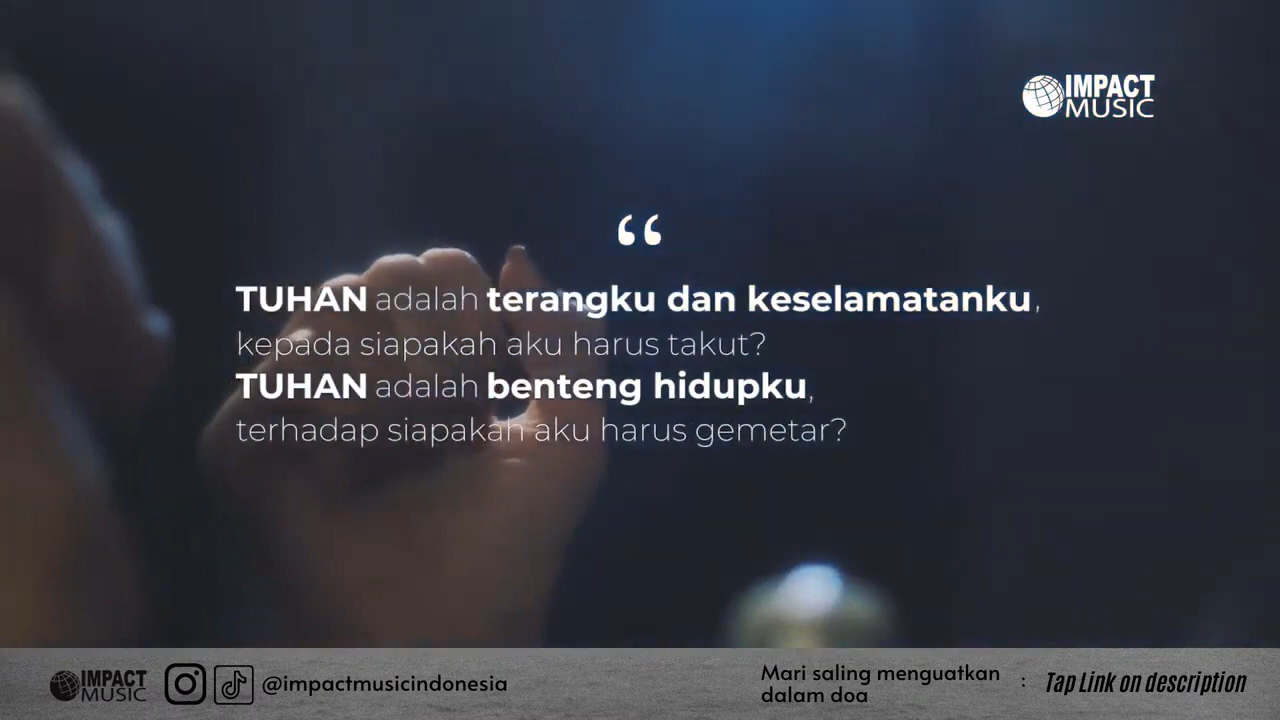 IMPACT
MUSIC
“
TUHAN adalah terangku dan keselamatanku,
kepada siapakah aku harus takut?
TUHAN adalah benteng hidupku,
terhadap siapakah aku harus gemetar?
IMPACT
MUSIC
@impactmusicindonesia
Mari saling menguatkan
dalam doa
: Tap Link on description